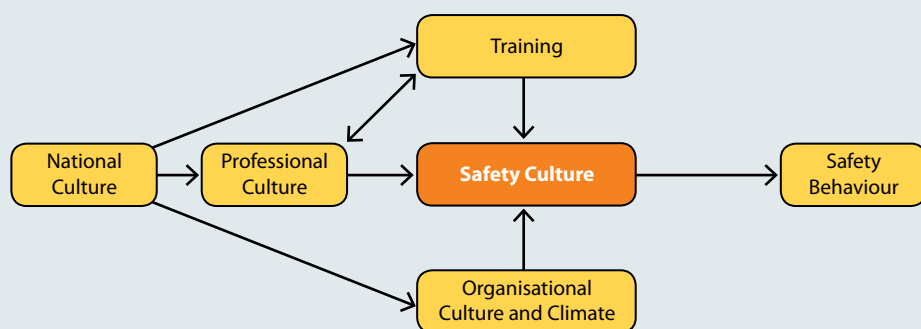 Training
National
Culture
Professional
Culture
Safety Culture
Safety
Behaviour
Organisational
Culture and Climate